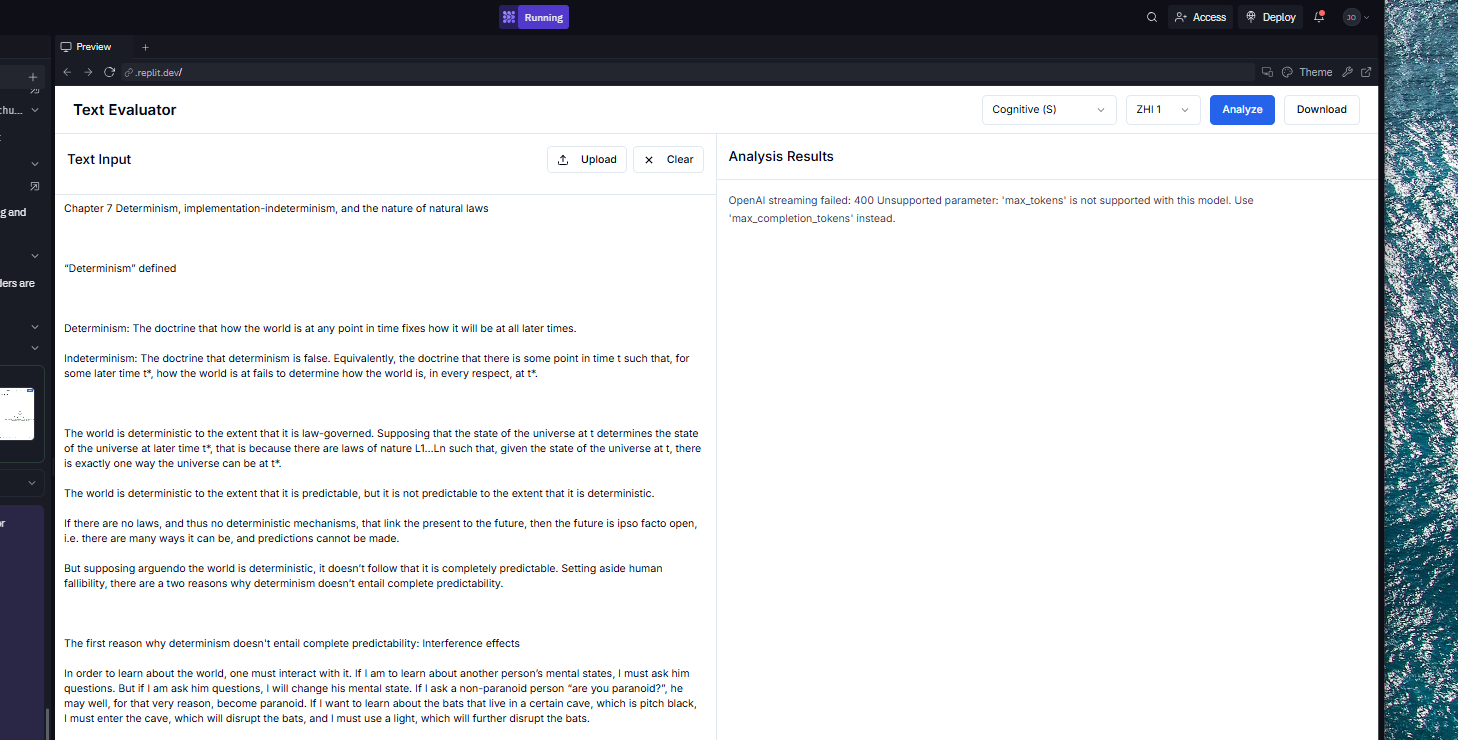 Running
Access
Deploy
JO
Preview
.replit.dev/
Theme
chu...
Text Evaluator
Cognitive (S)
ZHI 1
Analyze
Download
Text Input
Upload
Clear
Analysis Results
g and
ders are
Chapter 7 Determinism, implementation-indeterminism, and the nature of natural laws
“Determinism” defined
Determinism: The doctrine that how the world is at any point in time fixes how it will be at all later times.
Indeterminism: The doctrine that determinism is false. Equivalently, the doctrine that there is some point in time t such that, for
some later time t*, how the world is at fails to determine how the world is, in every respect, at t*.
The world is deterministic to the extent that it is law-governed. Supposing that the state of the universe at t determines the state
of the universe at later time t*, that is because there are laws of nature L1...Ln such that, given the state of the universe at t, there
is exactly one way the universe can be at t*.
The world is deterministic to the extent that it is predictable, but it is not predictable to the extent that it is deterministic.
If there are no laws, and thus no deterministic mechanisms, that link the present to the future, then the future is ipso facto open,
i.e. there are many ways it can be, and predictions cannot be made.
But supposing arguendo the world is deterministic, it doesn’t follow that it is completely predictable. Setting aside human
fallibility, there are a two reasons why determinism doesn’t entail complete predictability.
The first reason why determinism doesn't entail complete predictability: Interference effects
In order to learn about the world, one must interact with it. If I am to learn about another person’s mental states, I must ask him
questions. But if I am ask him questions, I will change his mental state. If I ask a non-paranoid person “are you paranoid?”, he
may well, for that very reason, become paranoid. If I want to learn about the bats that live in a certain cave, which is pitch black,
I must enter the cave, which will disrupt the bats, and I must use a light, which will further disrupt the bats.
OpenAI streaming failed: 400 Unsupported parameter: 'max_tokens' is not supported with this model. Use
'max_completion_tokens' instead.